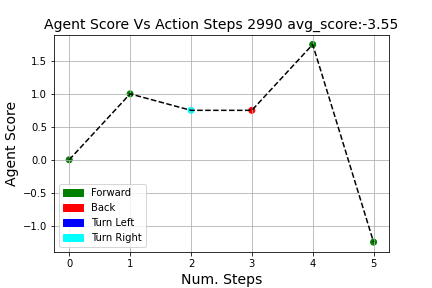 Agent Score Vs Action Steps 2990 avg_score:-3.55
Agent Score
1.5
1.0
0.5
0.0
−0.5
−1.0
Forward
Back
Turn Left
Turn Right
0 1 2 3 4 5
Num. Steps